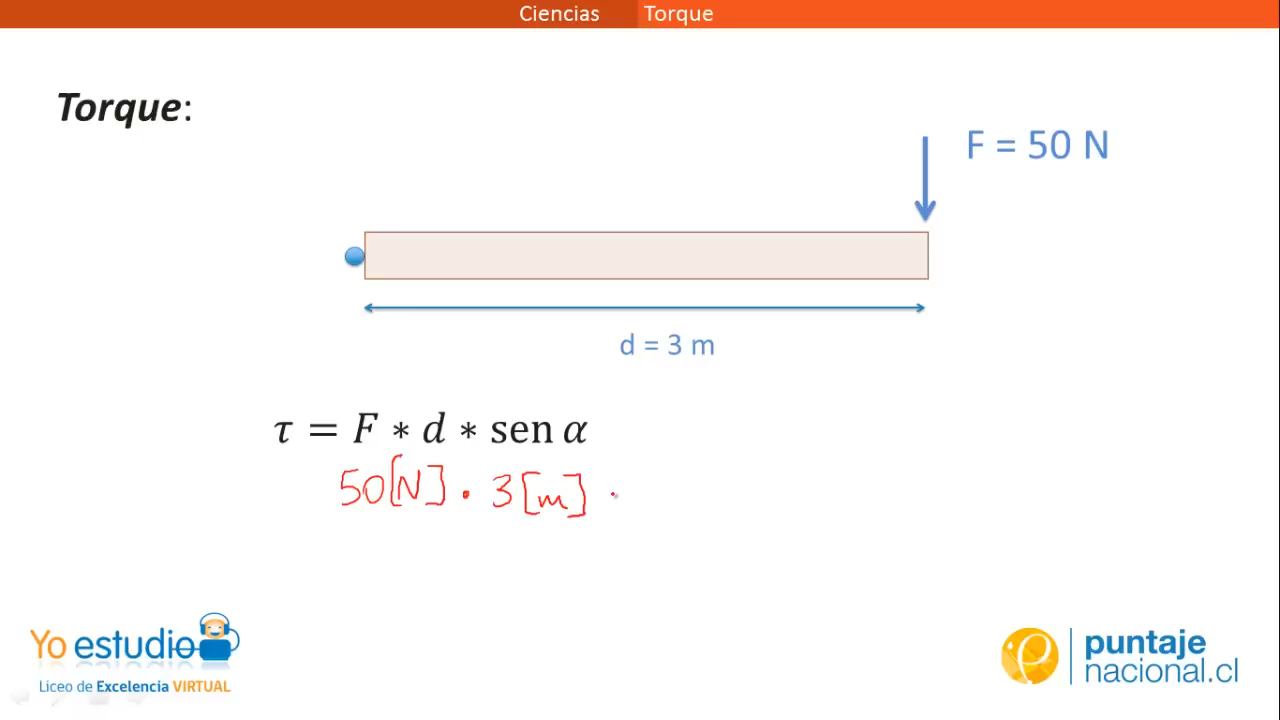 Ciencias Torque
Torque:
F = 50 N
d = 3 m
τ = F * d * sen α
50[N] · 3[m] ·
Yo estudio
Liceo de Excelencia VIRTUAL
puntaje
nacional.cl